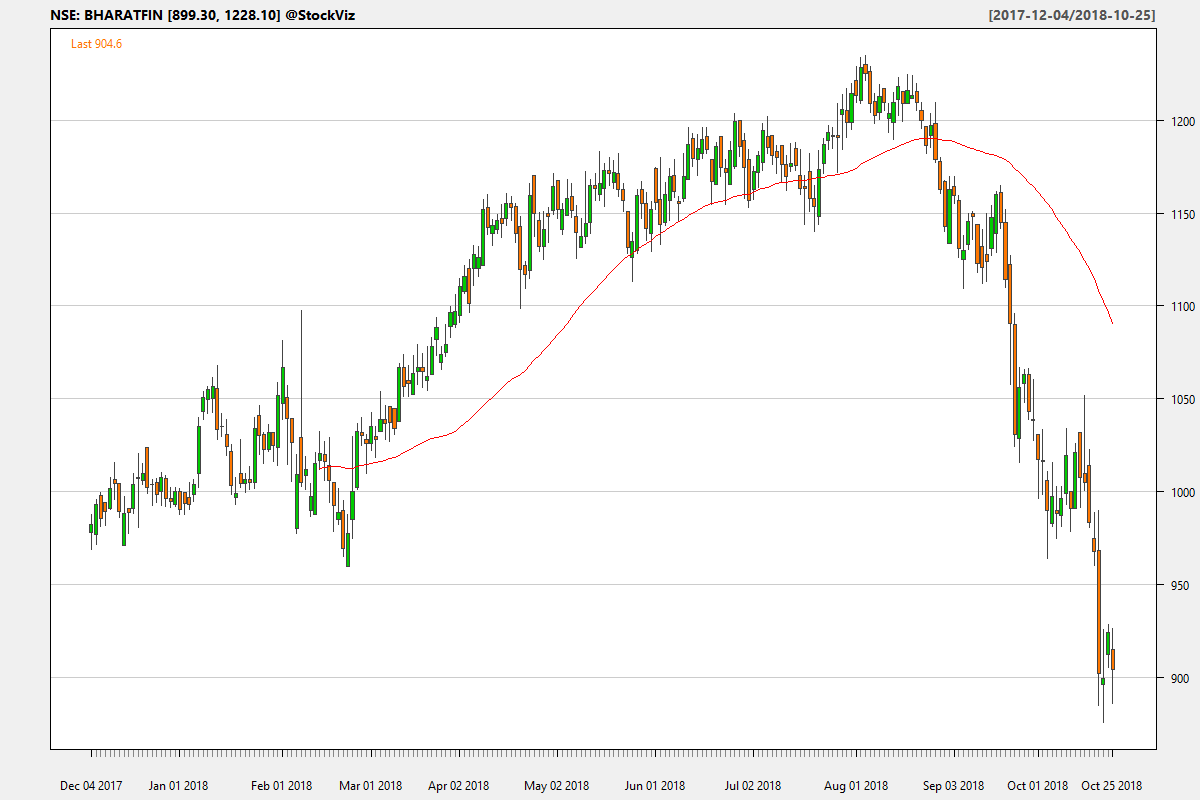 NSE: BHARATFIN [899.30, 1228.10] @StockViz [2017-12-04/2018-10-25]
Last 904.6
1200
1150
1100
1050
1000
950
900
Dec 04 2017 Jan 01 2018 Feb 01 2018 Mar 01 2018 Apr 02 2018 May 02 2018 Jun 01 2018 Jul 02 2018 Aug 01 2018 Sep 03 2018 Oct 01 2018 Oct 25 2018